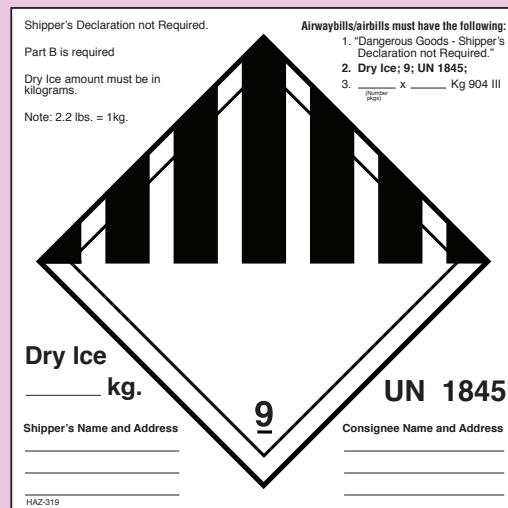 Shipper's Declaration not Required.
Part B is required
Dry Ice amount must be in
kilograms.
Note: 2.2 lbs. = 1kg.
Airwaybills/airbills must have the following:
1. "Dangerous Goods - Shipper's
Declaration not Required."
2. Dry Ice; 9; UN 1845;
3. ______ x ______ Kg 904 III
(Number
pkgs)
Dry Ice
______ kg.
9
UN 1845
Shipper's Name and Address
Consignee Name and Address
HAZ-319